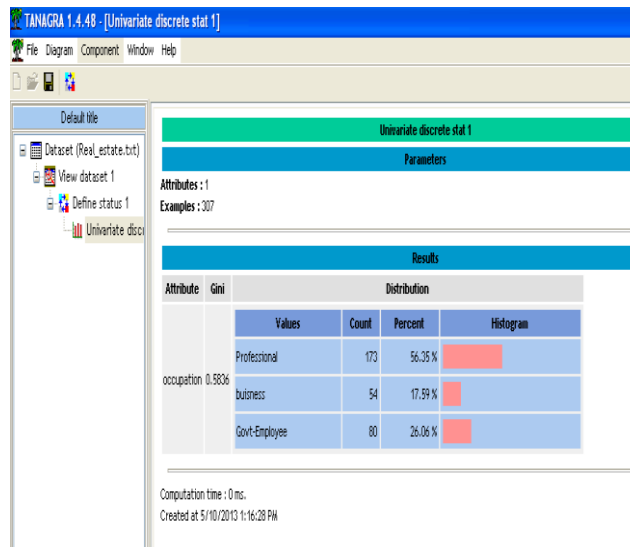 TANAGRA 1.4.48 - [Univariate discrete stat 1]
File Diagram Component Window Help
Default title
Dataset (Real_estate.txt)
View dataset 1
Define status 1
Univariate disc
Univariate discrete stat 1
Parameters
Attributes : 1
Examples : 307
Results
Attribute Gini Distribution
Values Count Percent Histogram
Professional 173 56.35 %
occupation 0.5836 buisness 54 17.59 %
Govt-Employee 80 26.06 %
Computation time : 0 ms.
Created at 5/10/2013 1:16:28 PM